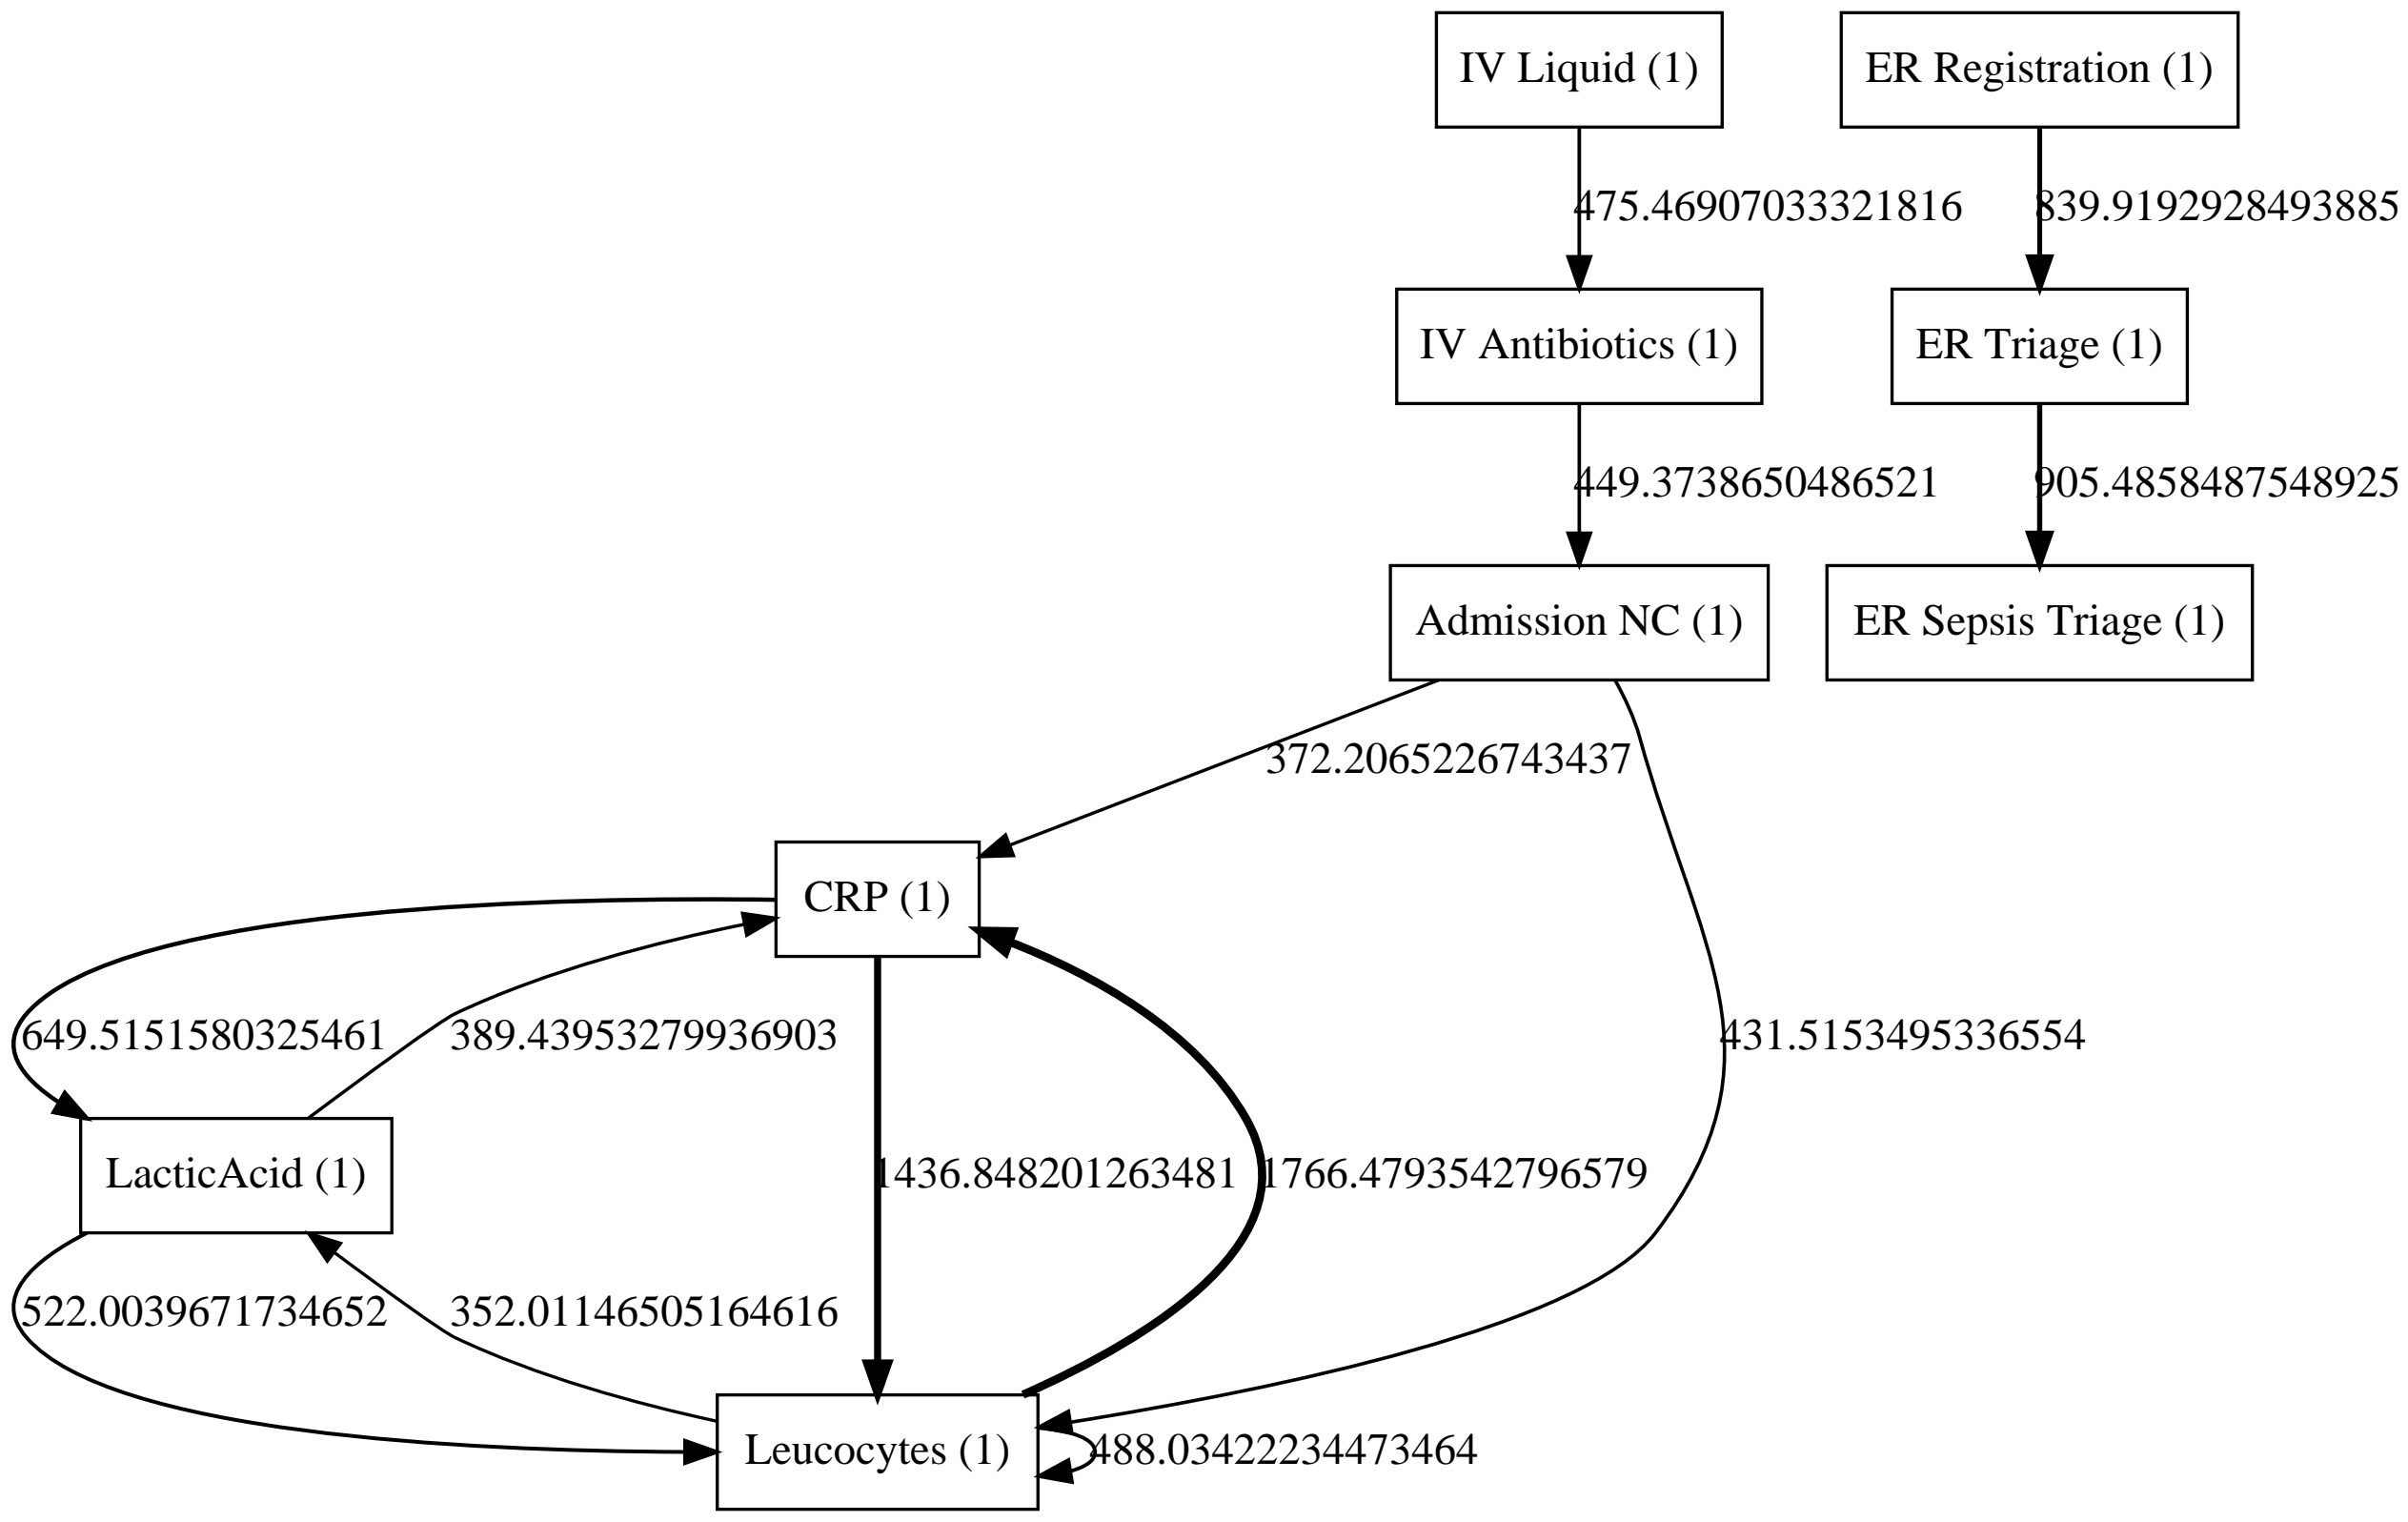 IV Liquid (1)
ER Registration (1)
475.46907033321816
839.9192928493885
IV Antibiotics (1)
ER Triage (1)
449.3738650486521
905.4858487548925
Admission NC (1)
ER Sepsis Triage (1)
372.2065226743437
CRP (1)
649.5151580325461
389.43953279936903
431.5153495336554
LacticAcid (1)
1436.848201263481
1766.4793542796579
522.0039671734652
352.01146505164616
Leucocytes (1)
488.03422234473464